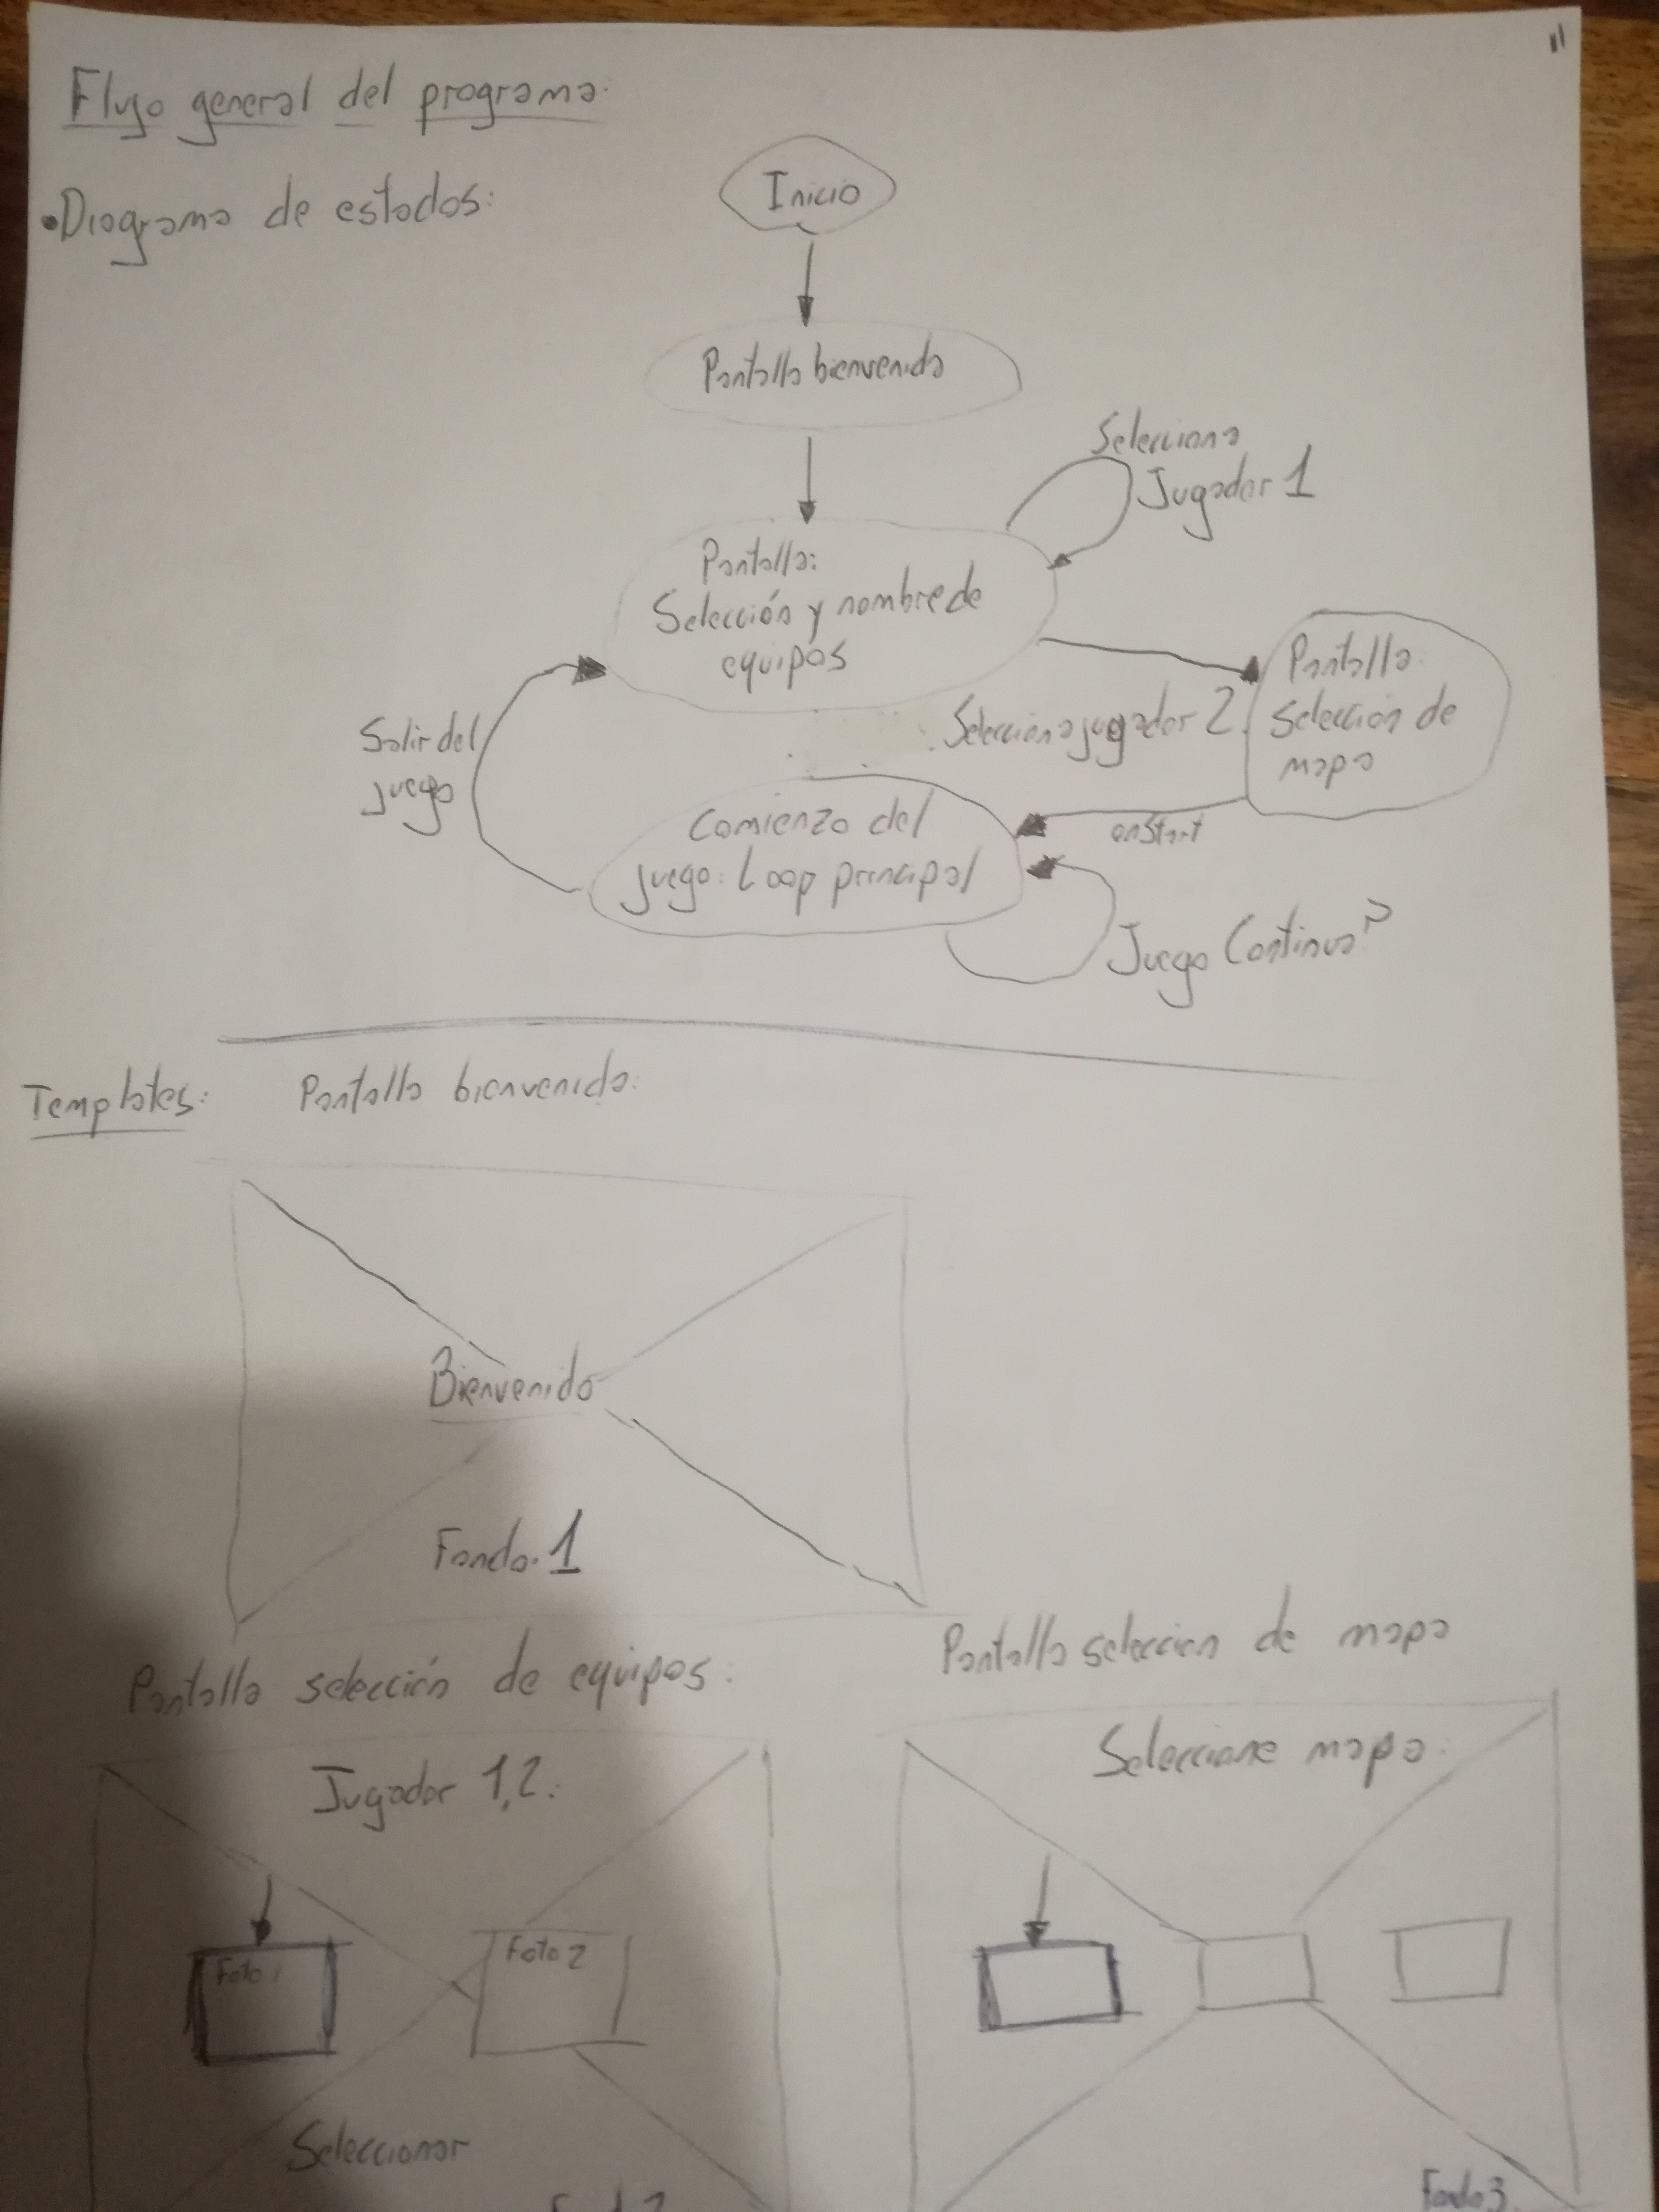 Flujo general del programa:
•Diagrama de estados:
Inicio
Pantalla bienvenida
Selecciona
Jugador 1
Pantalla:
Selección y nombre de
equipos
Pantalla:
Selección de
mapa
Selecciona jugador 2.
Salir del
juego
Comienzo del
juego: Loop principal
onStart
Juego Continua?
Templates:
Pantalla bienvenida:
Bienvenido
Fondo 1
Pantalla selección de equipos:
Pantalla seleccion de mapa
Jugador 1,2:
Seleccione mapa:
Foto 1
Foto 2
Seleccionar
Fondo 3